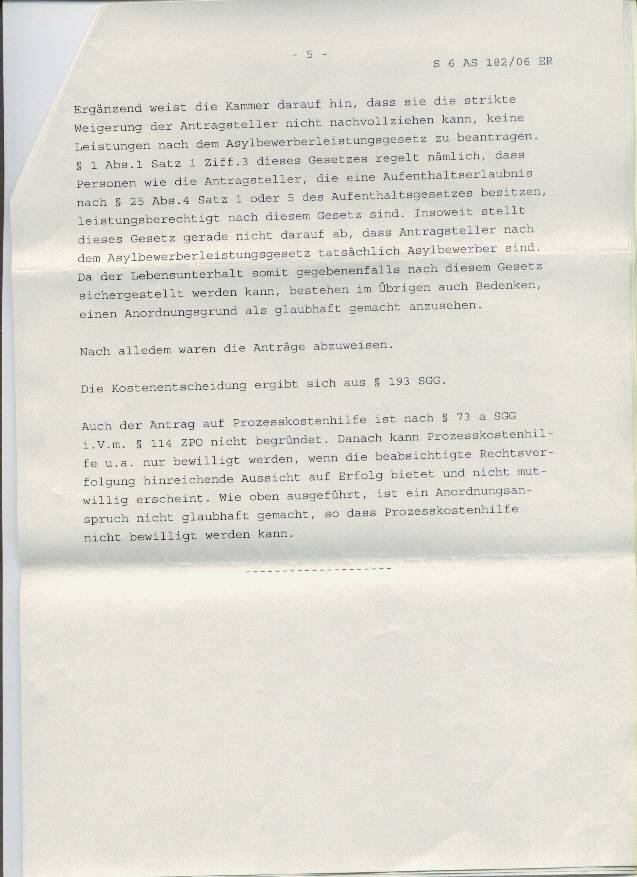 - 5 -
S 6 AS 182/06 ER
Ergänzend weist die Kammer darauf hin, dass sie die strikte
Weigerung der Antragsteller nicht nachvollziehen kann, keine
Leistungen nach dem Asylbewerberleistungsgesetz zu beantragen.
§ 1 Abs.1 Satz 1 Ziff.3 dieses Gesetzes regelt nämlich, dass
Personen wie die Antragsteller, die eine Aufenthaltserlaubnis
nach § 25 Abs.4 Satz 1 oder 5 des Aufenthaltsgesetzes besitzen,
leistungsberechtigt nach diesem Gesetz sind. Insoweit stellt
dieses Gesetz gerade nicht darauf ab, dass Antragsteller nach
dem Asylbewerberleistungsgesetz tatsächlich Asylbewerber sind.
Da der Lebensunterhalt somit gegebenenfalls nach diesem Gesetz
sichergestellt werden kann, bestehen im Übrigen auch Bedenken,
einen Anordnungsgrund als glaubhaft gemacht anzusehen.
Nach alledem waren die Anträge abzuweisen.
Die Kostenentscheidung ergibt sich aus § 193 SGG.
Auch der Antrag auf Prozesskostenhilfe ist nach § 73 a SGG
i.V.m. § 114 ZPO nicht begründet. Danach kann Prozesskostenhil-
fe u.a. nur bewilligt werden, wenn die beabsichtigte Rechtsver-
folgung hinreichende Aussicht auf Erfolg bietet und nicht mut-
willig erscheint. Wie oben ausgeführt, ist ein Anordnungsan-
spruch nicht glaubhaft gemacht, so dass Prozesskostenhilfe
nicht bewilligt werden kann.
--------------------